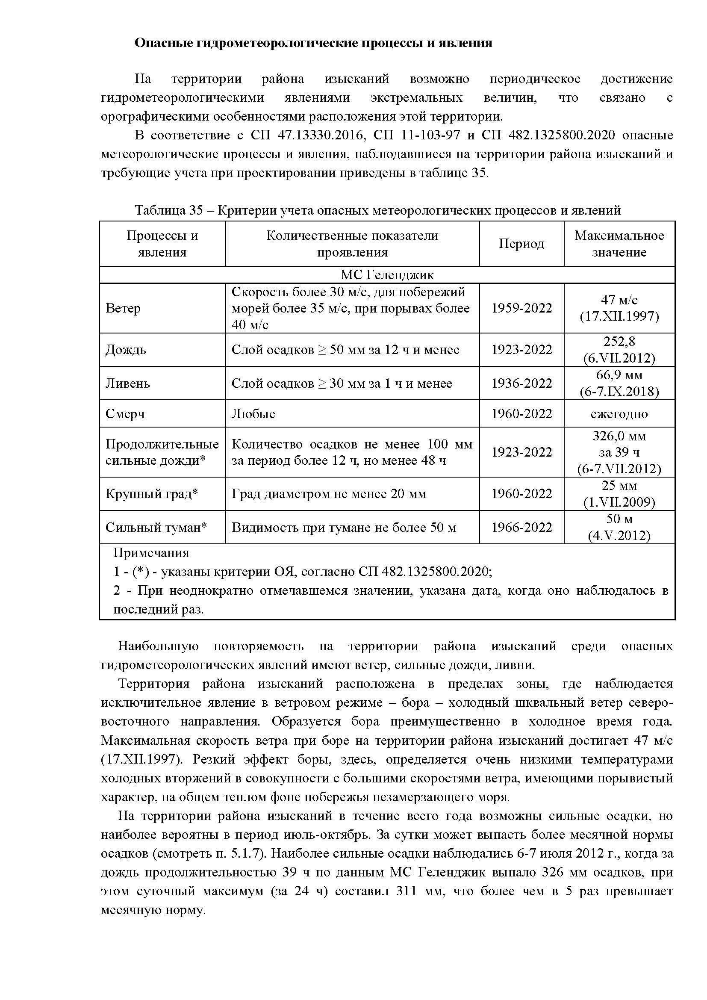 Опасные гидрометеорологические процессы и явления
На территории района изысканий возможно периодическое достижение
гидрометеорологическими явлениями экстремальных величин, что связано с
орографическими особенностями расположения этой территории.
В соответствие с СП 47.13330.2016, СП 11-103-97 и СП 482.1325800.2020 опасные
метеорологические процессы и явления, наблюдавшиеся на территории района изысканий и
требующие учета при проектировании приведены в таблице 35.
Таблица 35 – Критерии учета опасных метеорологических процессов и явлений
Процессы и
явления
Количественные показатели
проявления
Период
Максимальное
значение
МС Геленджик
Ветер
Скорость более 30 м/с, для побережий
морей более 35 м/с, при порывах более
40 м/с
1959-2022
47 м/с
(17.XII.1997)
Дождь
Слой осадков ≥ 50 мм за 12 ч и менее
1923-2022
252,8
(6.VII.2012)
Ливень
Слой осадков ≥ 30 мм за 1 ч и менее
1936-2022
66,9 мм
(6-7.IX.2018)
Смерч
Любые
1960-2022
ежегодно
Продолжительные
сильные дожди*
Количество осадков не менее 100 мм
за период более 12 ч, но менее 48 ч
1923-2022
326,0 мм
за 39 ч
(6-7.VII.2012)
Крупный град*
Град диаметром не менее 20 мм
1960-2022
25 мм
(1.VII.2009)
Сильный туман*
Видимость при тумане не более 50 м
1966-2022
50 м
(4.V.2012)
Примечания
1 - (*) - указаны критерии ОЯ, согласно СП 482.1325800.2020;
2 - При неоднократно отмечавшемся значении, указана дата, когда оно наблюдалось в
последний раз.
Наибольшую повторяемость на территории района изысканий среди опасных
гидрометеорологических явлений имеют ветер, сильные дожди, ливни.
Территория района изысканий расположена в пределах зоны, где наблюдается
исключительное явление в ветровом режиме – бора – холодный шквальный ветер северо-
восточного направления. Образуется бора преимущественно в холодное время года.
Максимальная скорость ветра при боре на территории района изысканий достигает 47 м/с
(17.XII.1997). Резкий эффект боры, здесь, определяется очень низкими температурами
холодных вторжений в совокупности с большими скоростями ветра, имеющими порывистый
характер, на общем теплом фоне побережья незамерзающего моря.
На территории района изысканий в течение всего года возможны сильные осадки, но
наиболее вероятны в период июль-октябрь. За сутки может выпасть более месячной нормы
осадков (смотреть п. 5.1.7). Наиболее сильные осадки наблюдались 6-7 июля 2012 г., когда за
дождь продолжительностью 39 ч по данным МС Геленджик выпало 326 мм осадков, при
этом суточный максимум (за 24 ч) составил 311 мм, что более чем в 5 раз превышает
месячную норму.